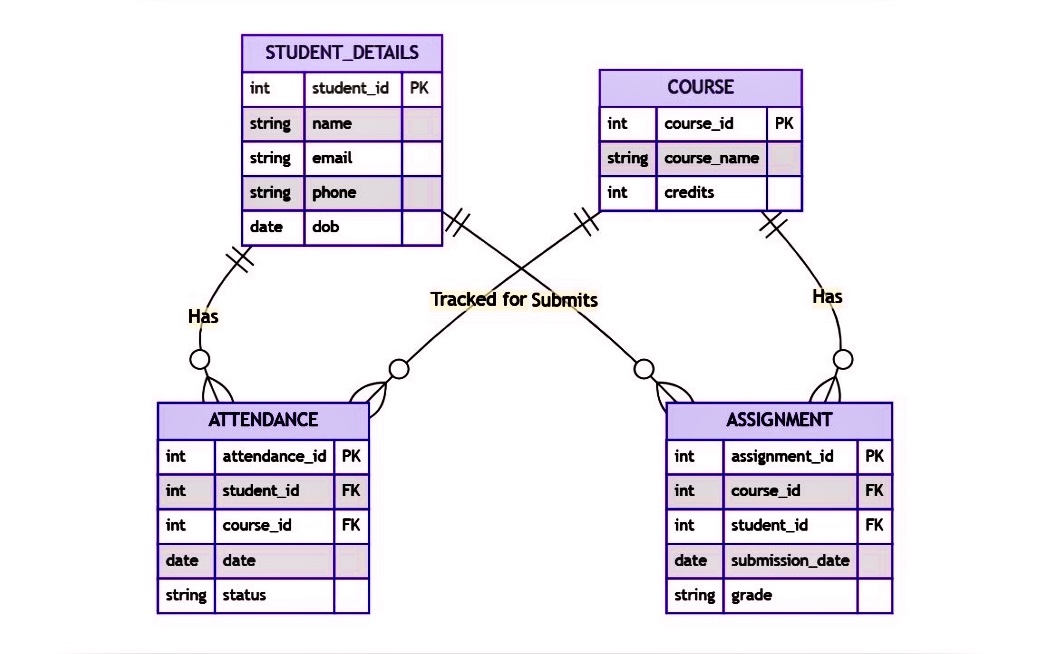 STUDENT_DETAILS
int student_id PK
string name
string email
string phone
date dob
COURSE
int course_id PK
string course_name
int credits
Has
Tracked for
Submits
Has
ATTENDANCE
int attendance_id PK
int student_id FK
int course_id FK
date date
string status
ASSIGNMENT
int assignment_id PK
int course_id FK
int student_id FK
date submission_date
string grade